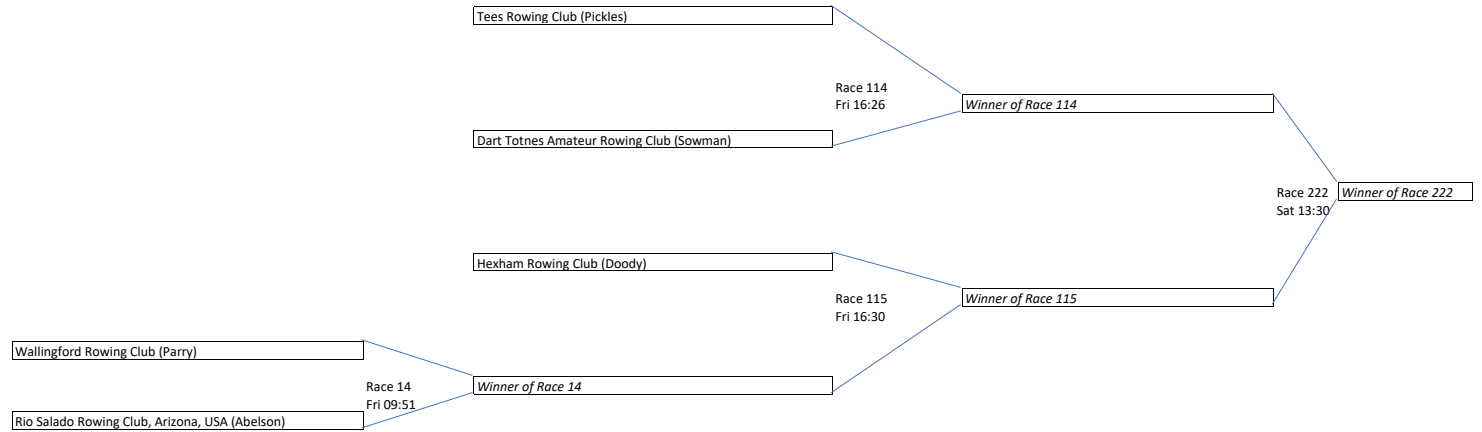 Tees Rowing Club (Pickles)
Race 114
Fri 16:26
Winner of Race 114
Dart Totnes Amateur Rowing Club (Sowman)
Race 222
Sat 13:30
Winner of Race 222
Hexham Rowing Club (Doody)
Race 115
Fri 16:30
Winner of Race 115
Wallingford Rowing Club (Parry)
Race 14
Fri 09:51
Winner of Race 14
Rio Salado Rowing Club, Arizona, USA (Abelson)